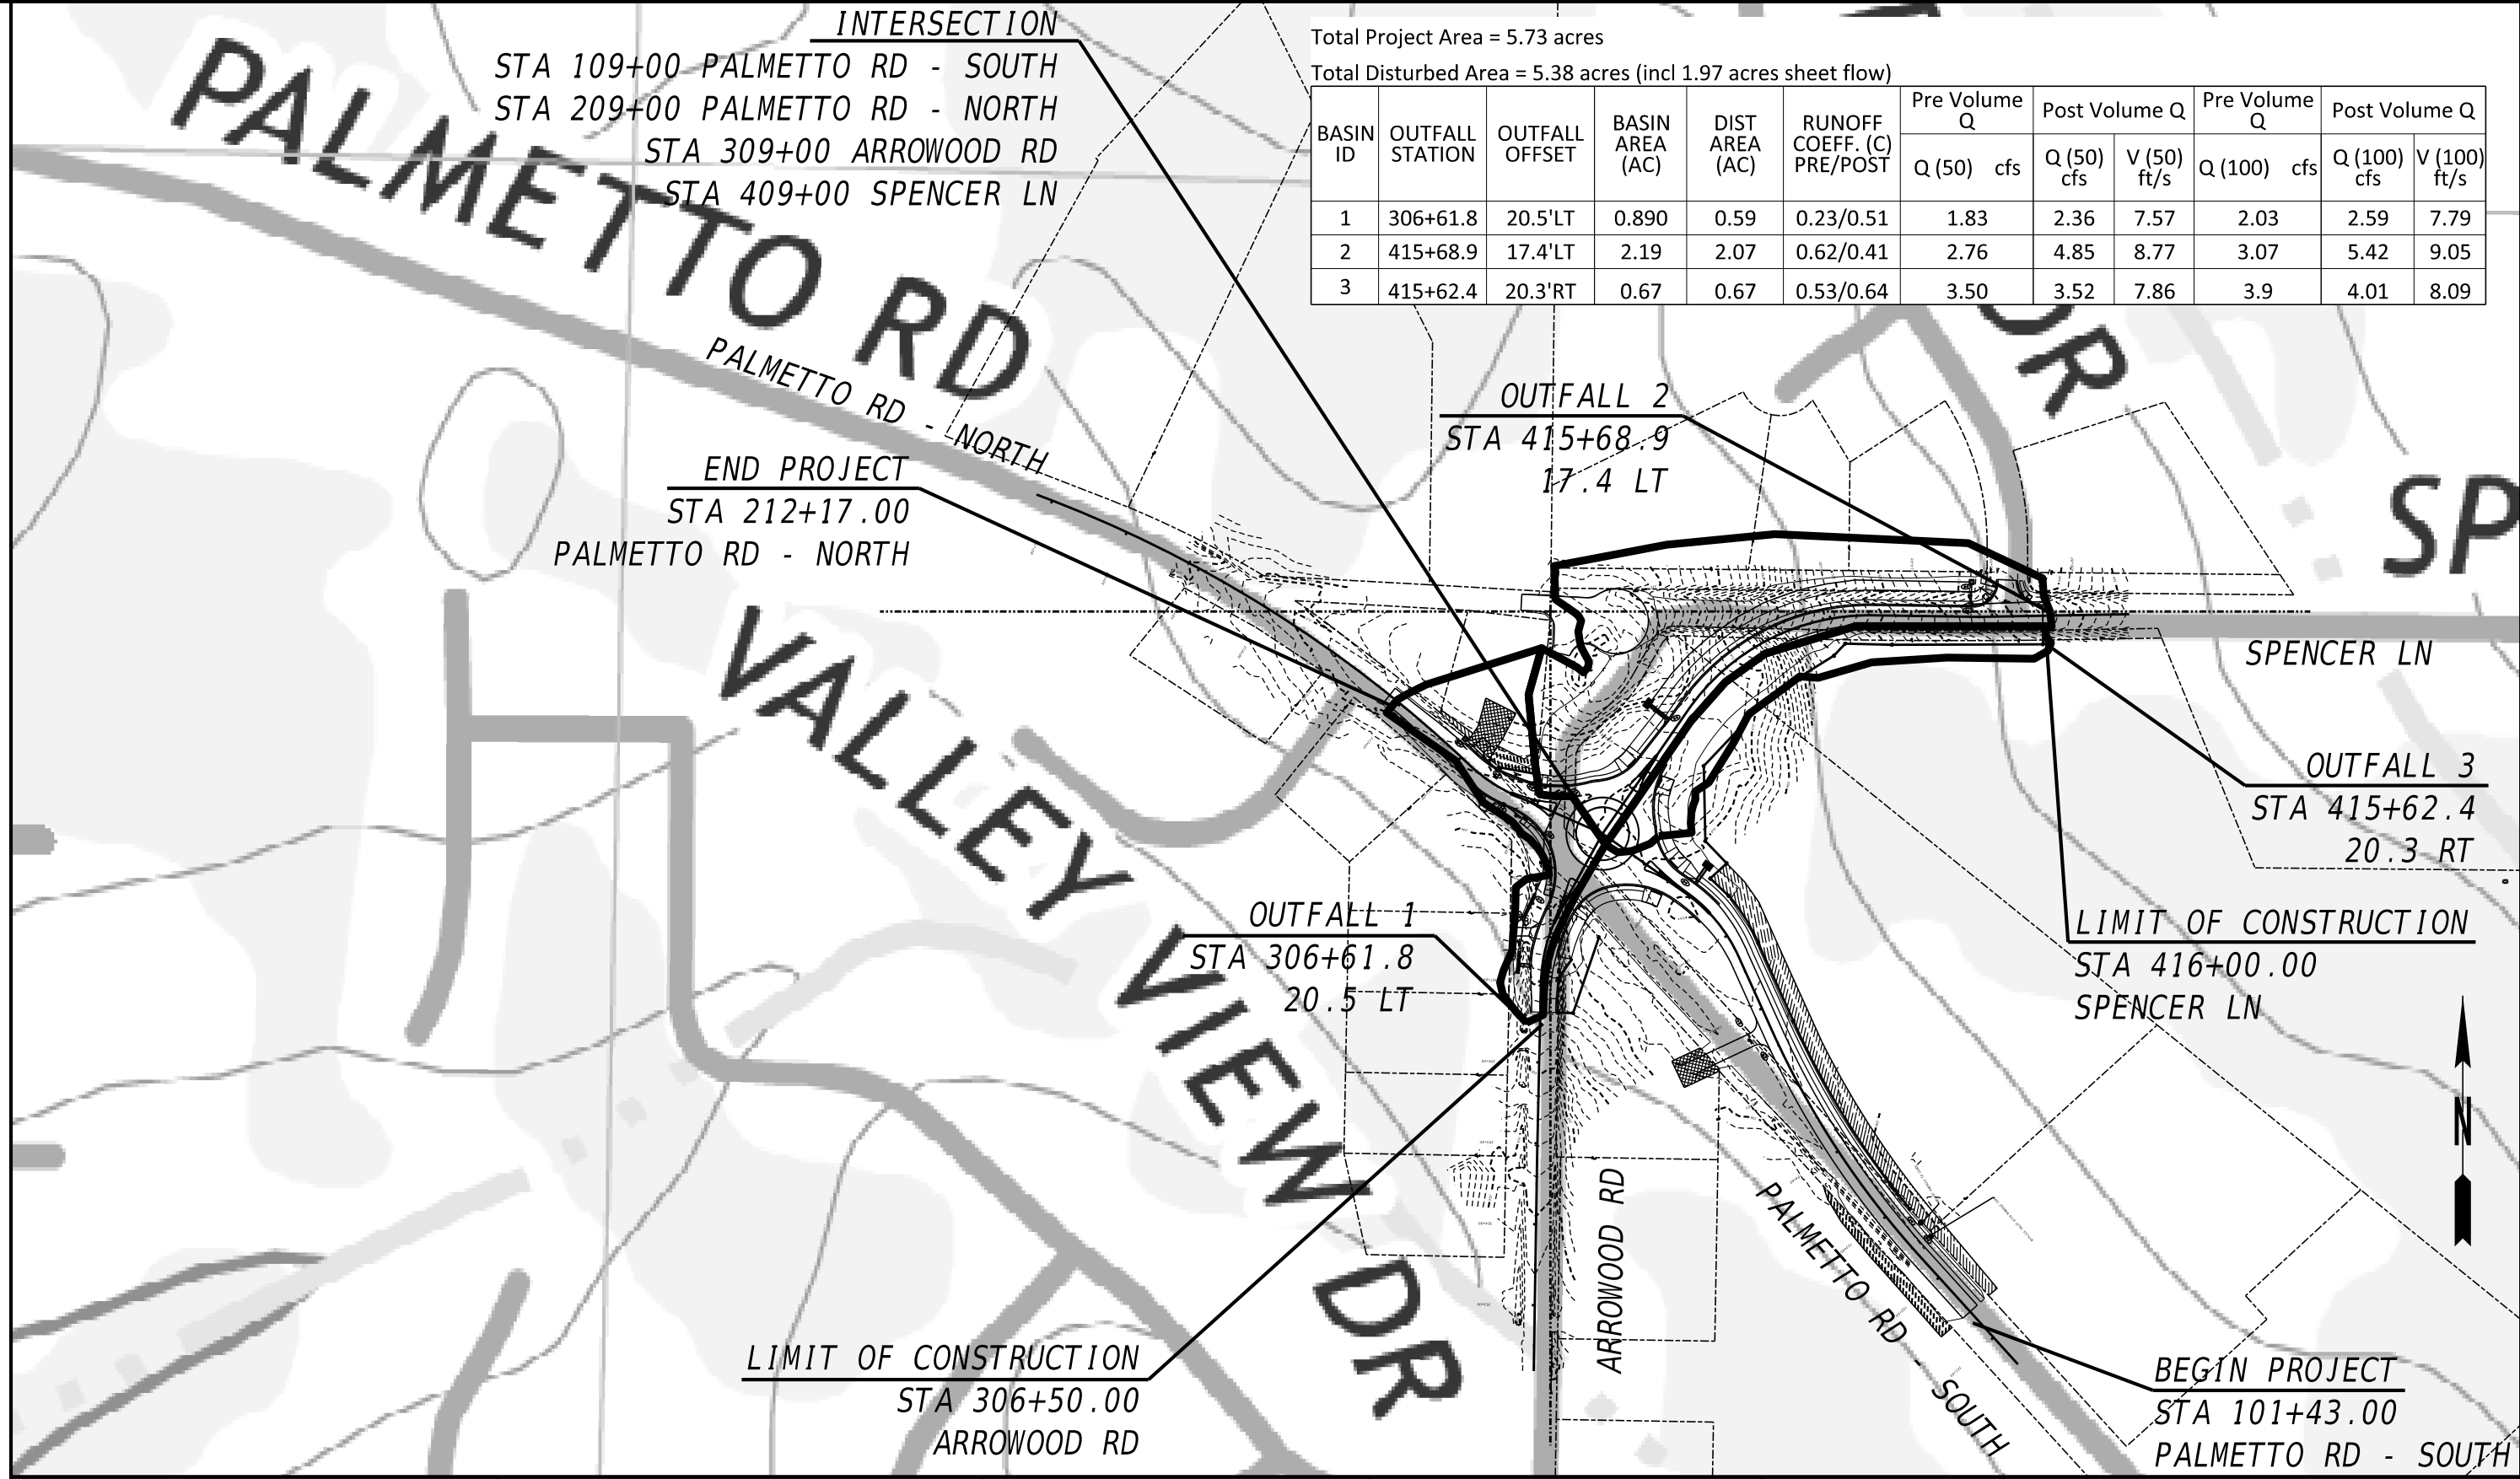 INTERSECTION
STA 109+00 PALMETTO RD - SOUTH
STA 209+00 PALMETTO RD - NORTH
STA 309+00 ARROWOOD RD
STA 409+00 SPENCER LN
Total Project Area = 5.73 acres
Total Disturbed Area = 5.38 acres (incl 1.97 acres sheet flow)
BASIN ID OUTFALL STATION OUTFALL OFFSET BASIN AREA (AC) DIST AREA (AC) RUNOFF COEFF. (C) PRE/POST Pre Volume Q Post Volume Q Pre Volume Q Post Volume Q
Q (50) cfs Q (50) cfs V (50) ft/s Q (100) cfs Q (100) cfs V (100) ft/s
1 306+61.8 20.5'LT 0.890 0.59 0.23/0.51 1.83 2.36 7.57 2.03 2.59 7.79
2 415+68.9 17.4'LT 2.19 2.07 0.62/0.41 2.76 4.85 8.77 3.07 5.42 9.05
3 415+62.4 20.3'RT 0.67 0.67 0.53/0.64 3.50 3.52 7.86 3.9 4.01 8.09
PALMETTO RD
PALMETTO RD - NORTH
DR
SP
OUTFALL 2
STA 415+68.9
17.4 LT
END PROJECT
STA 212+17.00
PALMETTO RD - NORTH
VALLEY VIEW DR
SPENCER LN
OUTFALL 3
STA 415+62.4
20.3 RT
OUTFALL 1
STA 306+61.8
20.5 LT
LIMIT OF CONSTRUCTION
STA 416+00.00
SPENCER LN
N
ARROWOOD RD
PALMETTO RD - SOUTH
LIMIT OF CONSTRUCTION
STA 306+50.00
ARROWOOD RD
BEGIN PROJECT
STA 101+43.00
PALMETTO RD - SOUTH